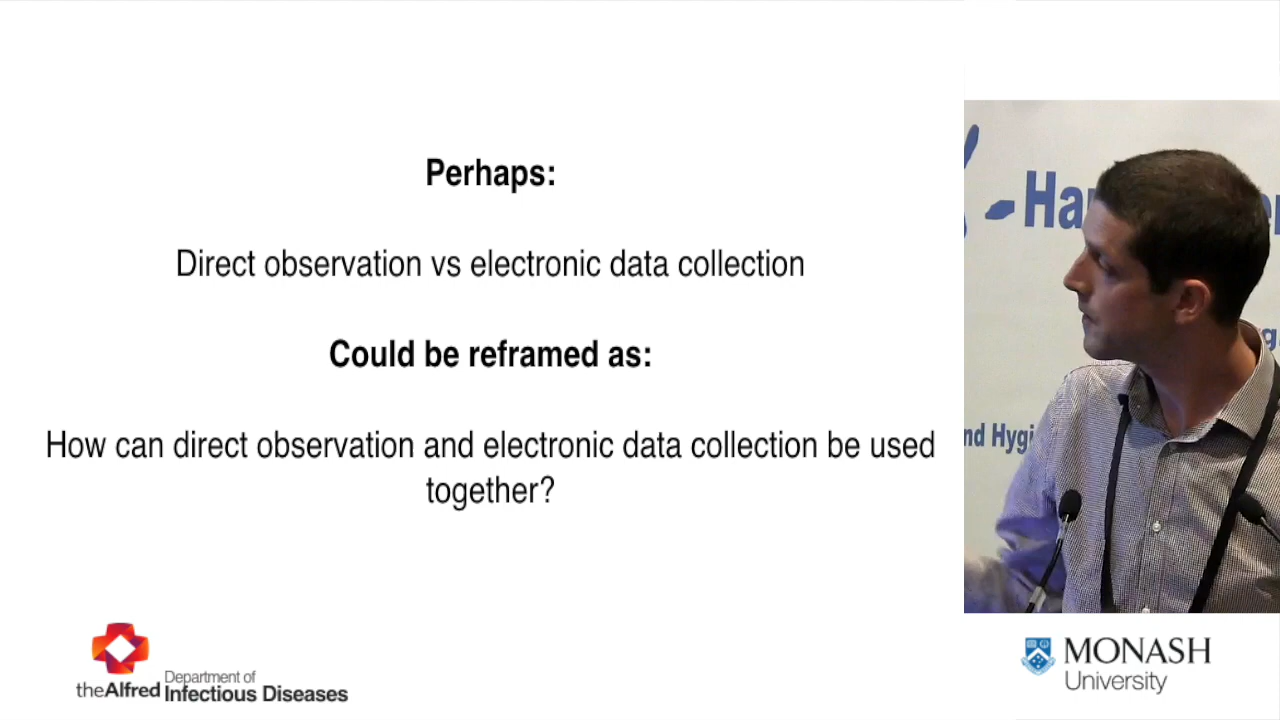 Perhaps:
Direct observation vs electronic data collection
Could be reframed as:
How can direct observation and electronic data collection be used
together?
theAlfred
Department of
Infectious Diseases
MONASH
University